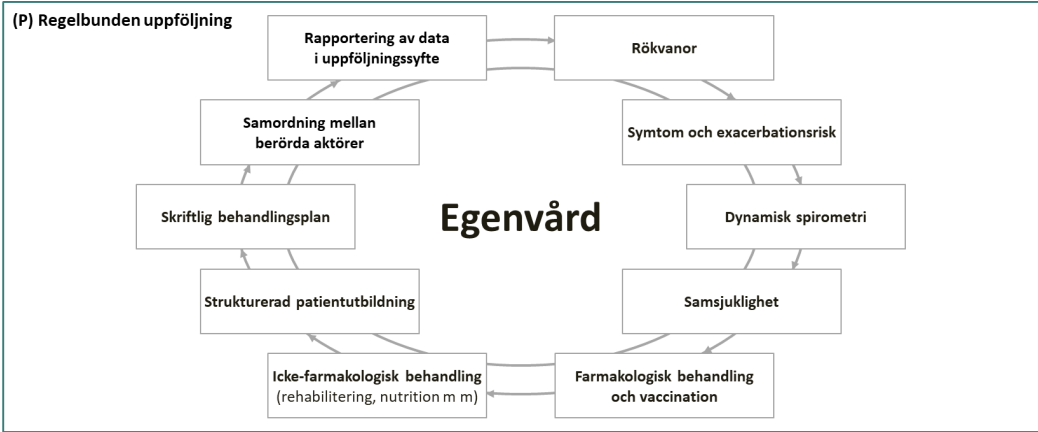 (P) Regelbunden uppföljning
Rapportering av data
i uppföljningssyfte
Rökvanor
Samordning mellan
berörda aktörer
Symtom och exacerbationsrisk
Skriftlig behandlingsplan
Egenvård
Dynamisk spirometri
Strukturerad patientutbildning
Samsjuklighet
Icke-farmakologisk behandling
(rehabilitering, nutrition m m)
Farmakologisk behandling
och vaccination